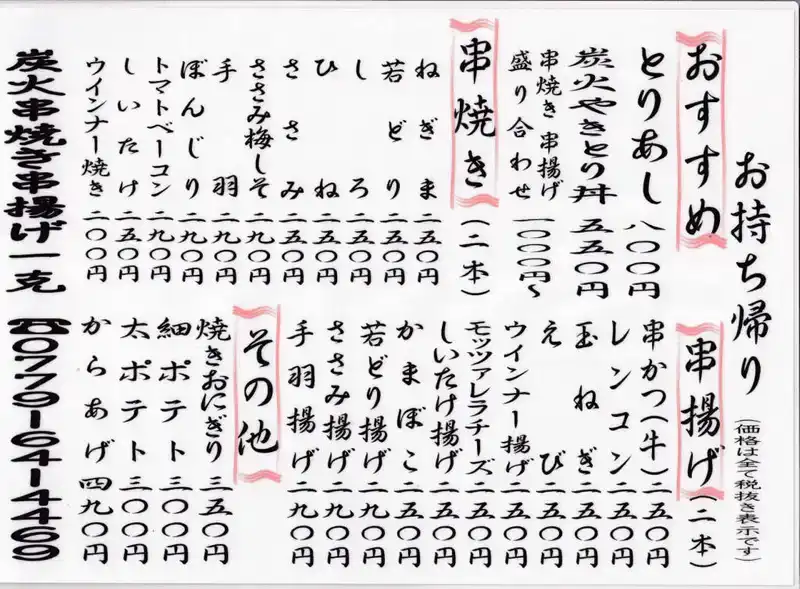 お持ち帰り
(価格は全て税抜き表示です)
おすすめ
とりあし 八〇〇円
炭火やきとり丼 五五〇円
串焼き 串揚げ
盛り合わせ 一〇〇〇円〜
串焼き (二本)
ねぎま 二五〇円
若どり 二五〇円
しろ 二五〇円
ひね 二五〇円
ささみ 二五〇円
ささみ梅しそ 二九〇円
手羽 二九〇円
ぼんじり 二九〇円
トマトベーコン 二九〇円
しいたけ 二五〇円
ウインナー焼き 二〇〇円
串揚げ (二本)
串かつ(牛) 二五〇円
レンコン 二五〇円
玉ねぎ 二五〇円
えび 二五〇円
ウインナー揚げ 二五〇円
モッツァレラチーズ 二五〇円
しいたけ揚げ 二五〇円
かまぼこ 二五〇円
若どり揚げ 二九〇円
ささみ揚げ 二九〇円
手羽揚げ 二九〇円
その他
焼きおにぎり 三五〇円
細ポテト 三〇〇円
太ポテト 三〇〇円
からあげ 四九〇円
炭火串焼き串揚げ一克 ☎0779-64-4469